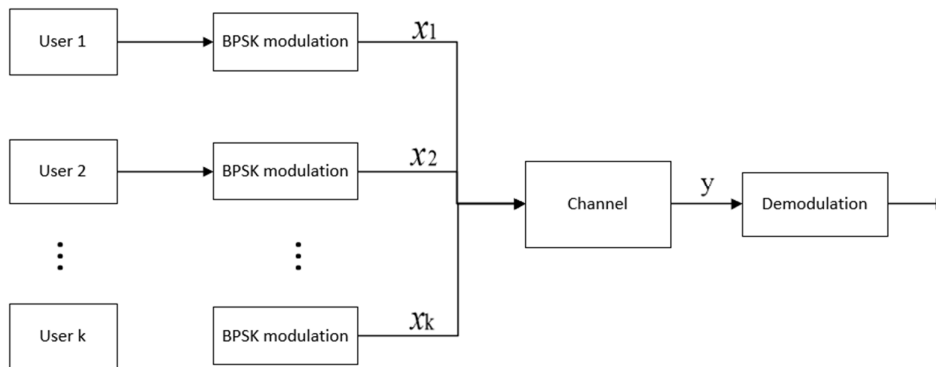 User 1
BPSK modulation
x1
User 2
BPSK modulation
x2
Channel
y
Demodulation
User k
BPSK modulation
xk